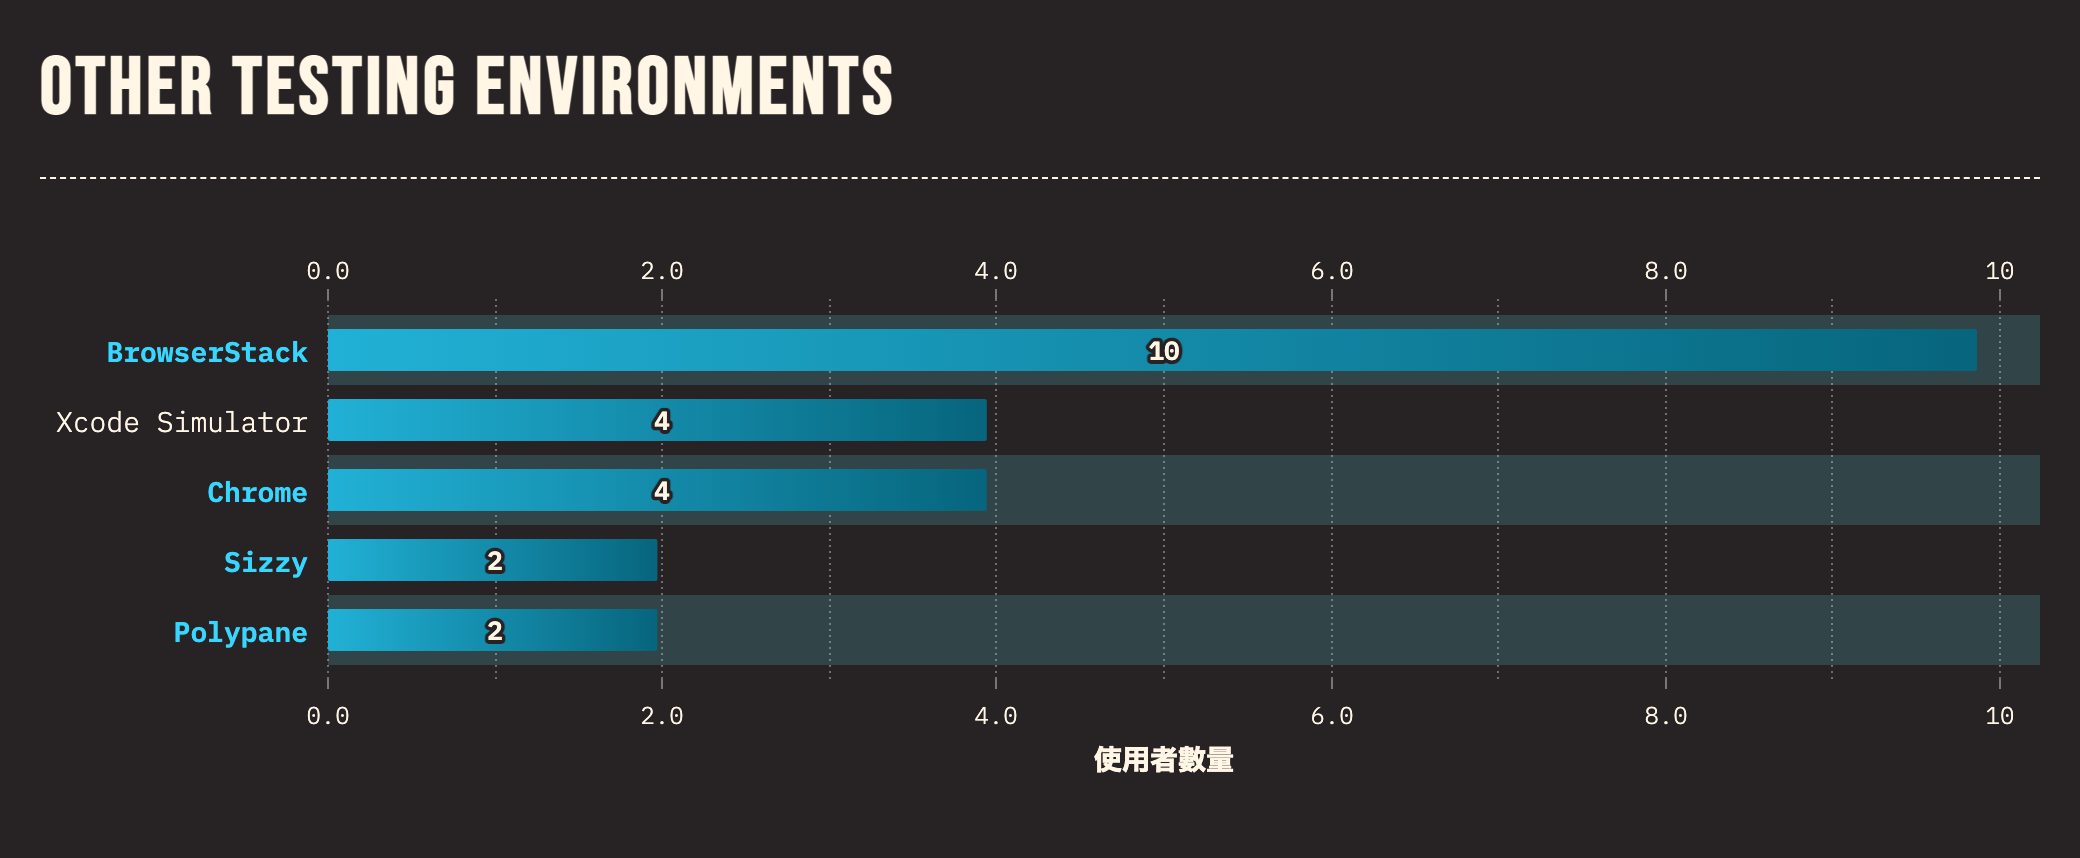 OTHER TESTING ENVIRONMENTS
0.0 2.0 4.0 6.0 8.0 10
BrowserStack 10
Xcode Simulator 4
Chrome 4
Sizzy 2
Polypane 2
0.0 2.0 4.0 6.0 8.0 10
使用者數量